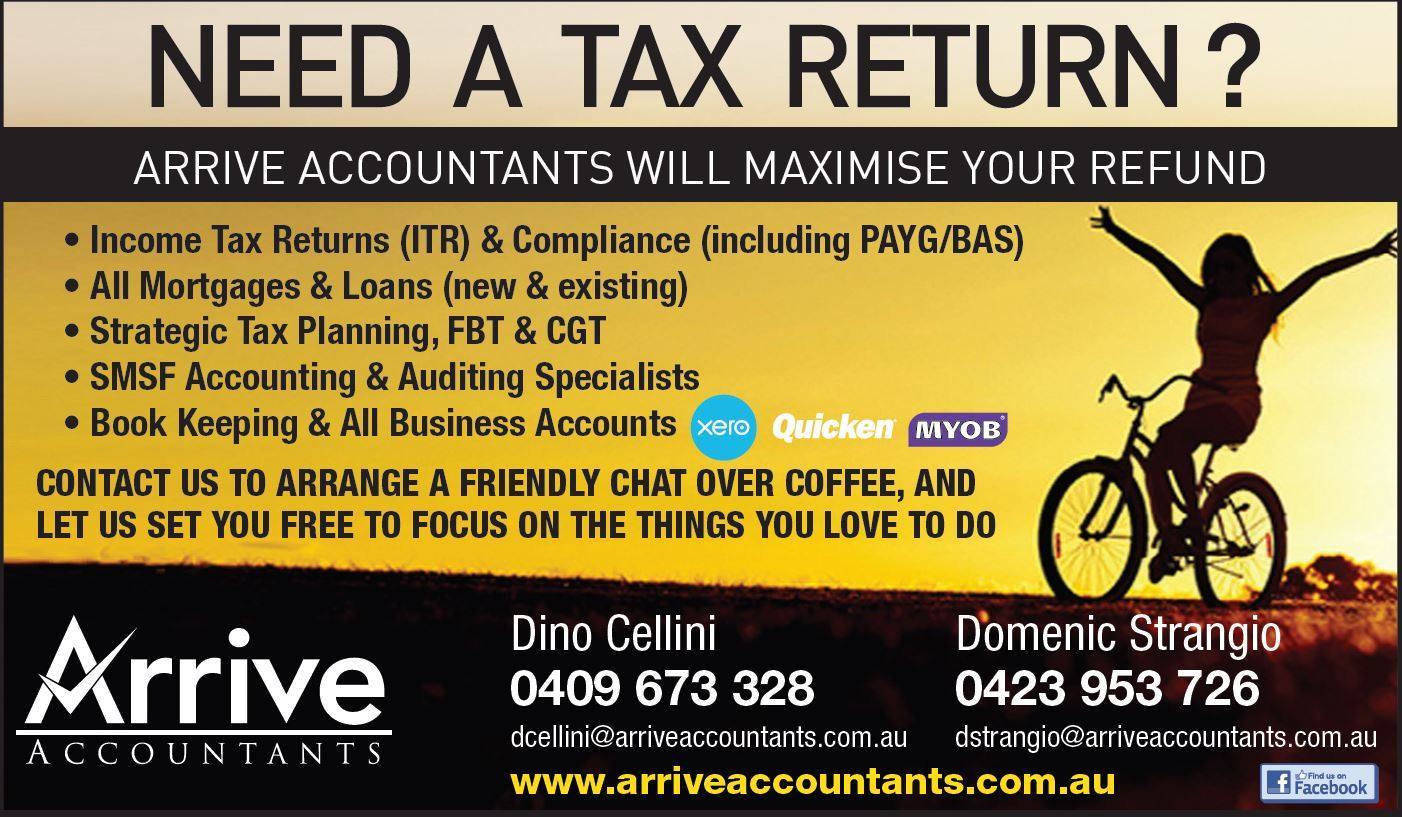 NEED A TAX RETURN ?
ARRIVE ACCOUNTANTS WILL MAXIMISE YOUR REFUND
• Income Tax Returns (ITR) & Compliance (including PAYG/BAS)
• All Mortgages & Loans (new & existing)
• Strategic Tax Planning, FBT & CGT
• SMSF Accounting & Auditing Specialists
• Book Keeping & All Business Accounts xero Quicken MYOB
CONTACT US TO ARRANGE A FRIENDLY CHAT OVER COFFEE, AND
LET US SET YOU FREE TO FOCUS ON THE THINGS YOU LOVE TO DO
Arrive
ACCOUNTANTS
Dino Cellini
0409 673 328
dcellini@arriveaccountants.com.au
Domenic Strangio
0423 953 726
dstrangio@arriveaccountants.com.au
www.arriveaccountants.com.au
f Find us on
Facebook